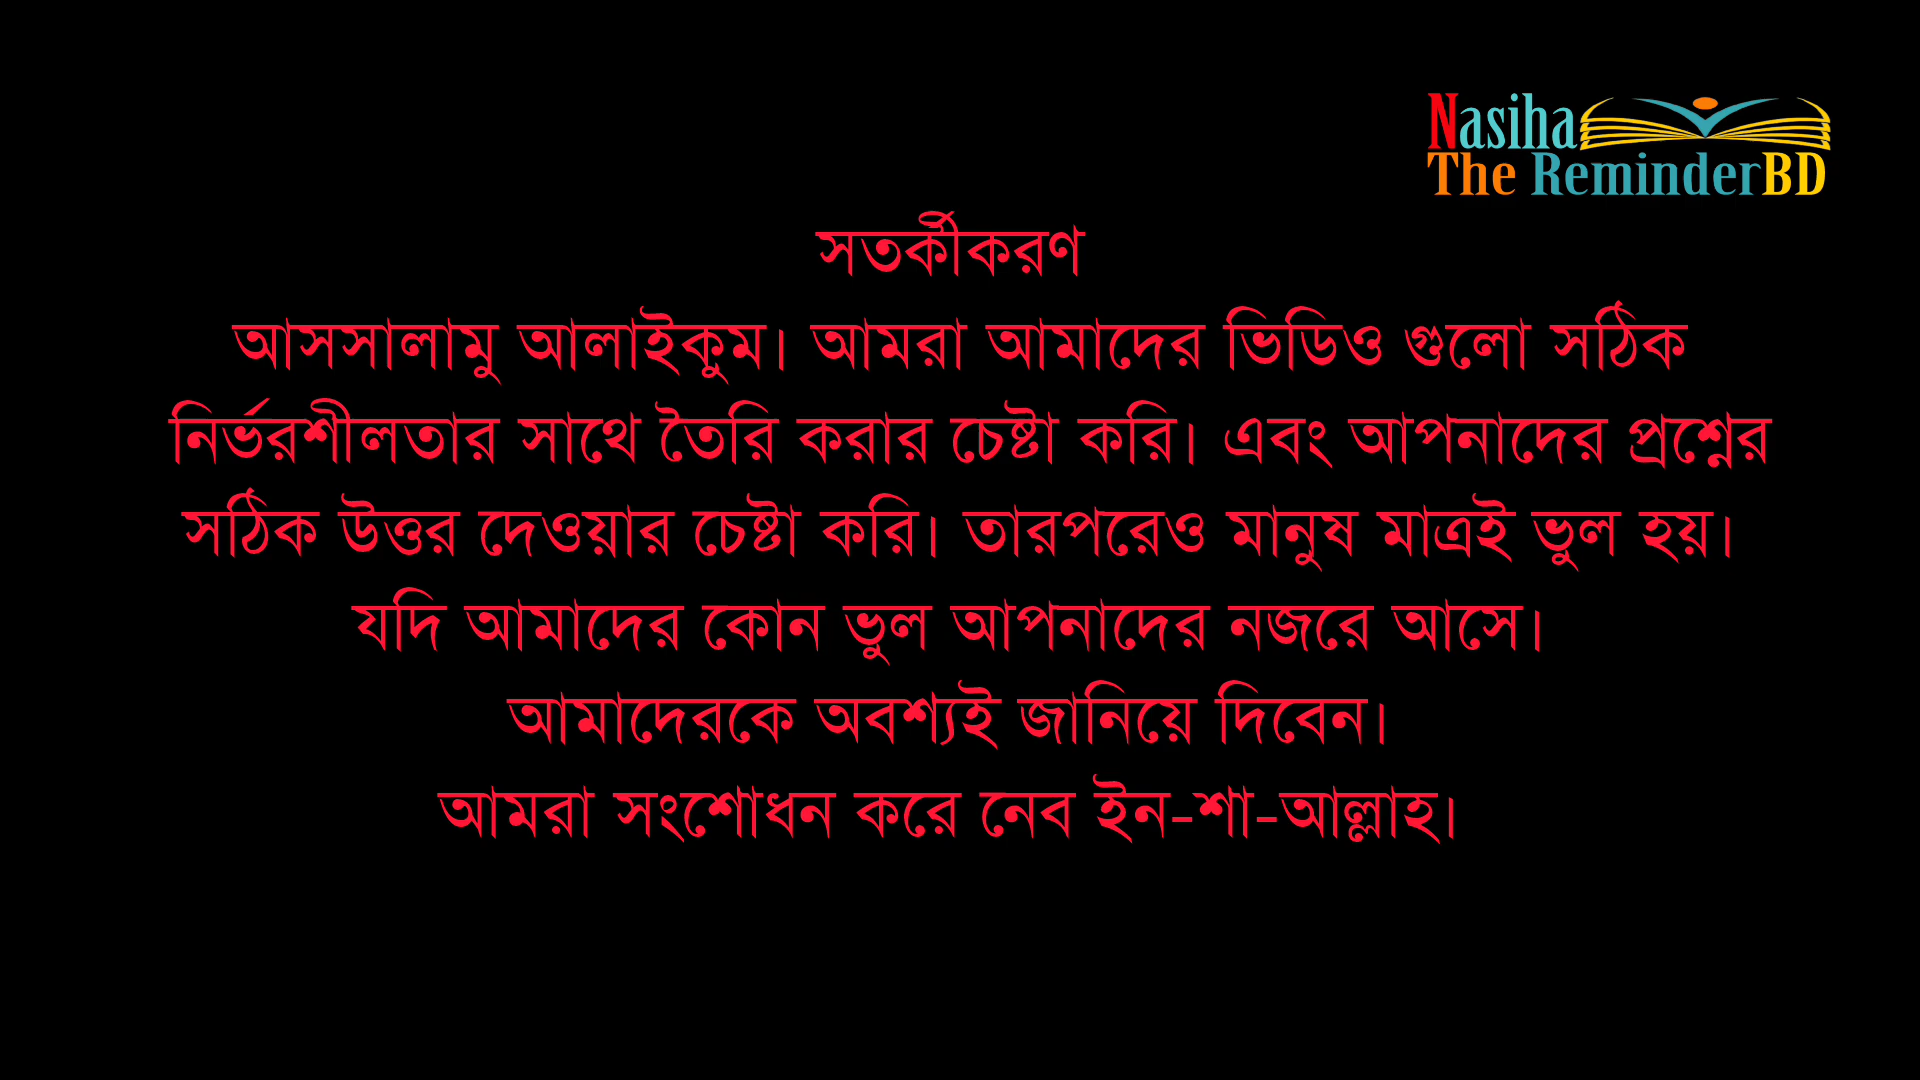 Nasiha
The ReminderBD
সতর্কীকরণ
আসসালামু আলাইকুম। আমরা আমাদের ভিডিও গুলো সঠিক
নির্ভরশীলতার সাথে তৈরি করার চেষ্টা করি। এবং আপনাদের প্রশ্নের
সঠিক উত্তর দেওয়ার চেষ্টা করি। তারপরেও মানুষ মাত্রই ভুল হয়।
যদি আমাদের কোন ভুল আপনাদের নজরে আসে।
আমাদেরকে অবশ্যই জানিয়ে দিবেন।
আমরা সংশোধন করে নেব ইন-শা-আল্লাহ।